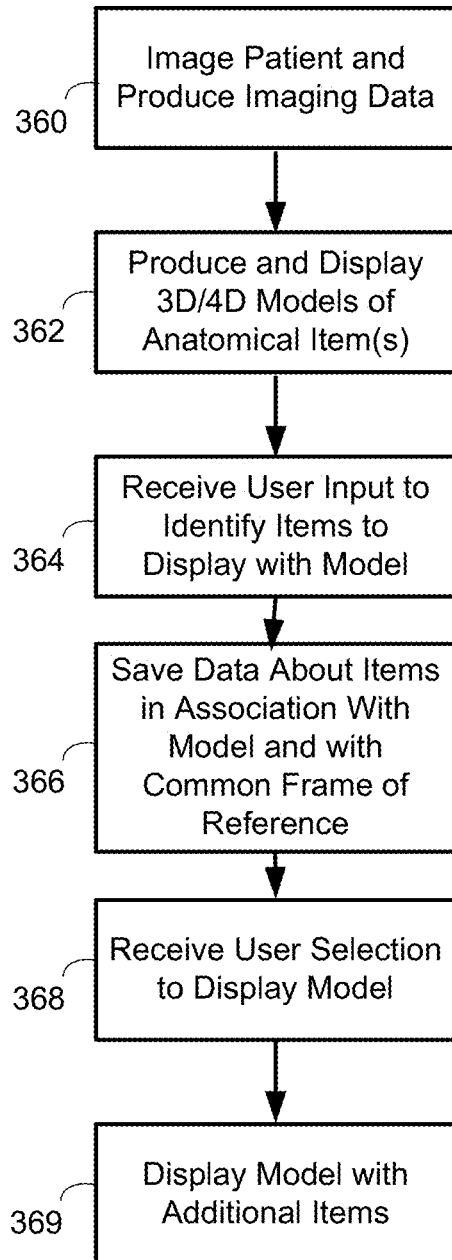 Image Patient and
Produce Imaging Data
360
Produce and Display
3D/4D Models of
Anatomical Item(s)
362
Receive User Input to
Identify Items to
Display with Model
364
Save Data About Items
in Association With
Model and with
Common Frame of
Reference
366
Receive User Selection
to Display Model
368
Display Model with
Additional Items
369